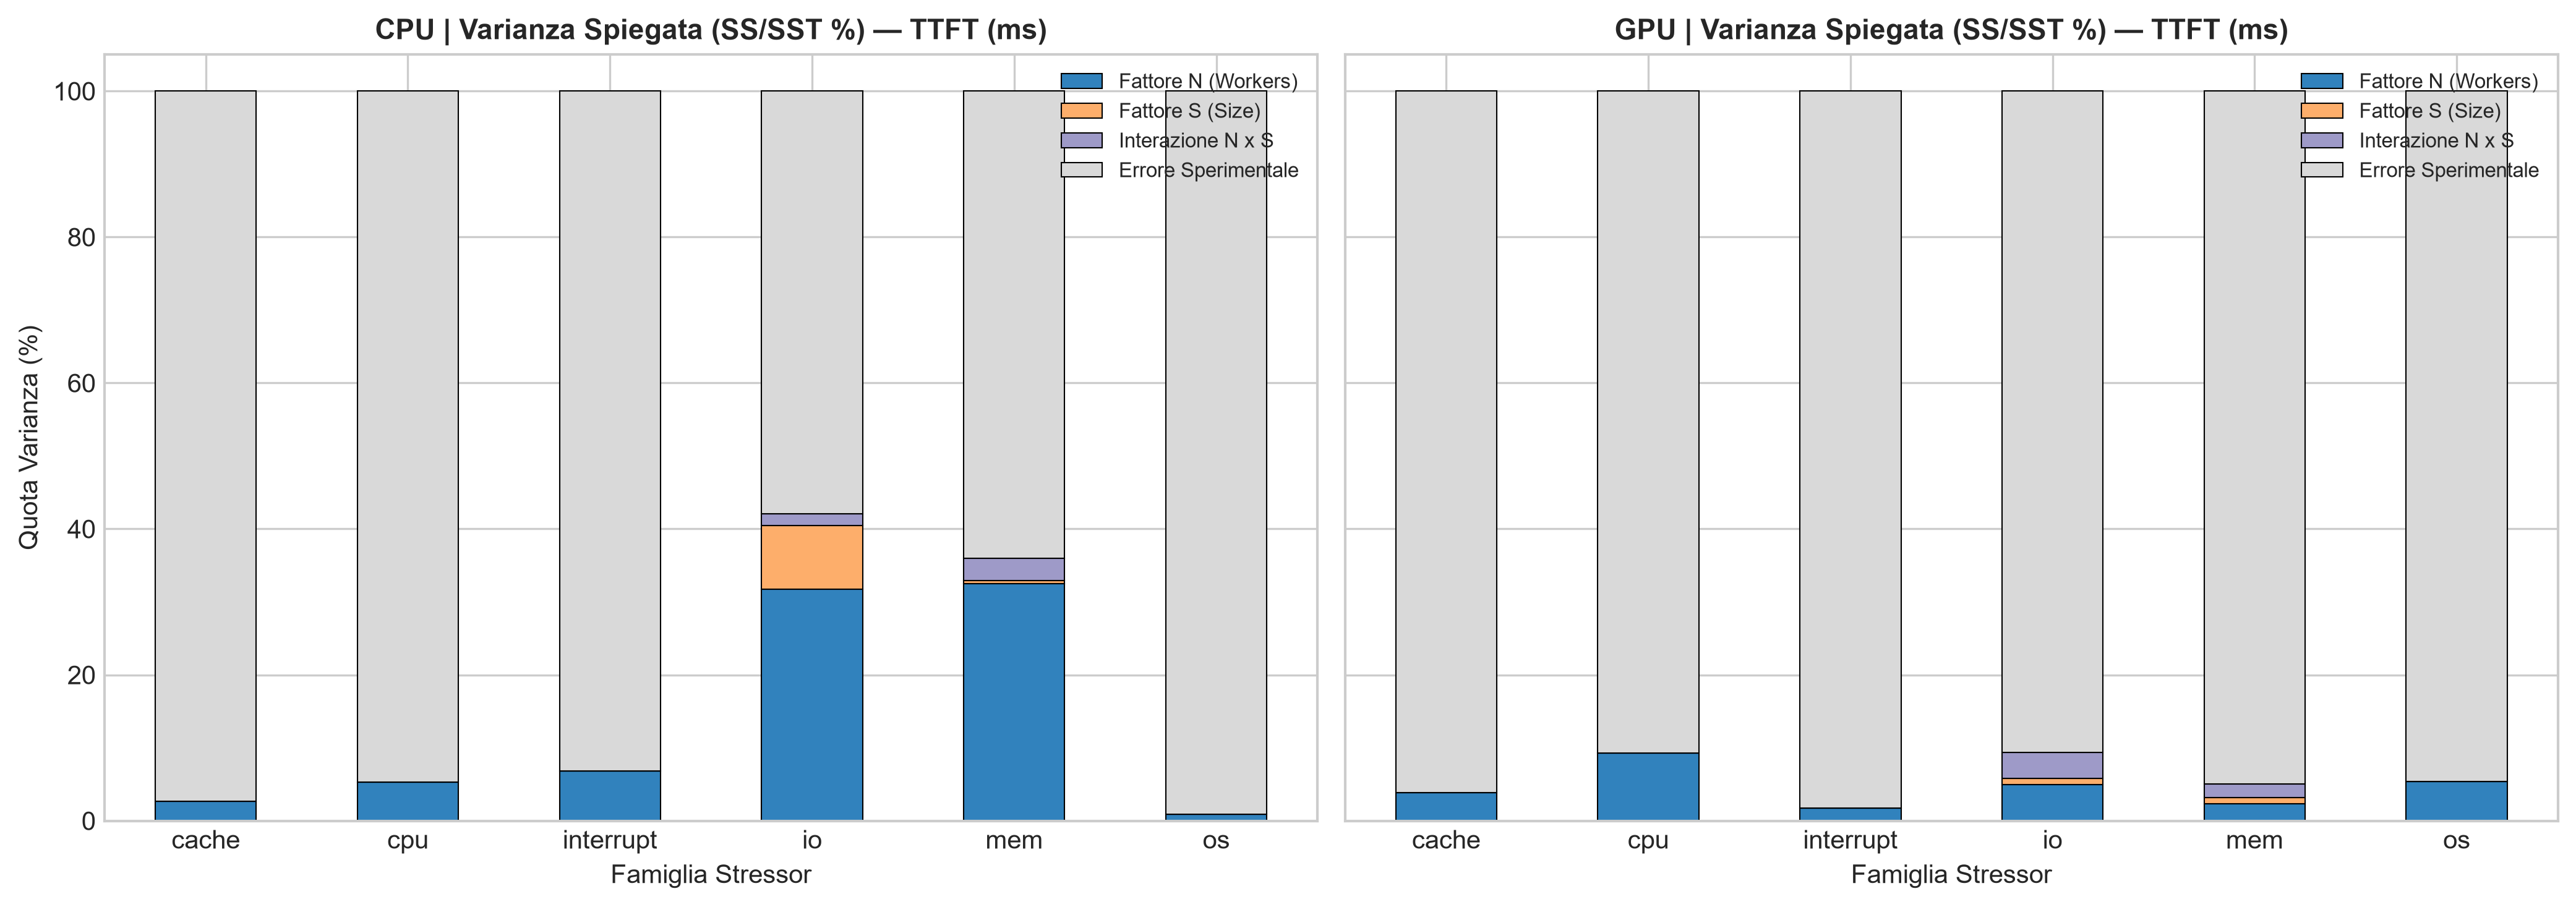 CPU | Varianza Spiegata (SS/SST %) — TTFT (ms)
Fattore N (Workers)
Fattore S (Size)
Interazione N x S
Errore Sperimentale
Quota Varianza (%)
100
80
60
40
20
0
cache cpu interrupt io mem os
Famiglia Stressor
GPU | Varianza Spiegata (SS/SST %) — TTFT (ms)
Fattore N (Workers)
Fattore S (Size)
Interazione N x S
Errore Sperimentale
cache cpu interrupt io mem os
Famiglia Stressor